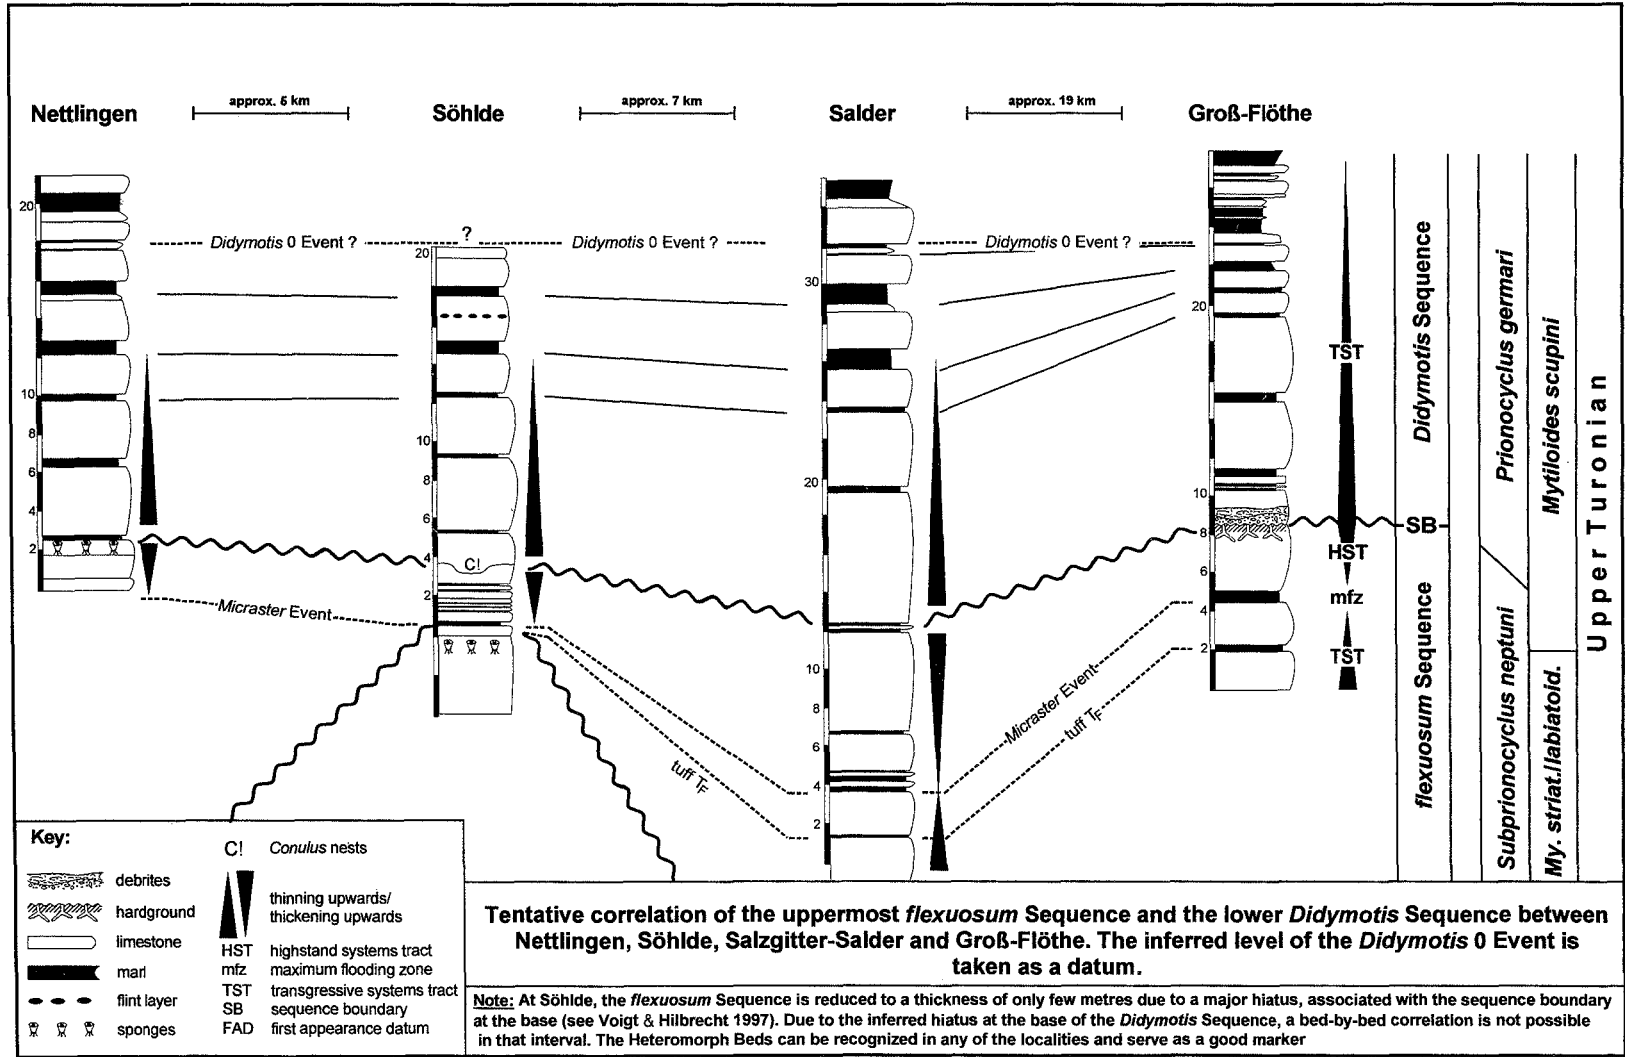 approx. 5 km
approx. 7 km
approx. 19 km
Nettlingen
Söhlde
Salder
Groß-Flöthe
20
10
8
6
4
2
Didymotis 0 Event ?
?
Didymotis 0 Event ?
Didymotis 0 Event ?
Micraster Event
20
10
8
6
4
2
C!
tuff TF
30
20
10
8
6
4
2
Micraster Event
tuff TF
20
10
8
6
4
2
TST
SB
HST
mfz
TST
Didymotis Sequence
flexuosum Sequence
Prionocyclus germari
Subprionocyclus neptuni
Mytiloides scupini
My. striat./labiatoid.
Upper Turonian
Key:
debrites
hardground
limestone
marl
flint layer
sponges
C! Conulus nests
thinning upwards/
thickening upwards
HST highstand systems tract
mfz maximum flooding zone
TST transgressive systems tract
SB sequence boundary
FAD first appearance datum
Tentative correlation of the uppermost flexuosum Sequence and the lower Didymotis Sequence between
Nettlingen, Söhlde, Salzgitter-Salder and Groß-Flöthe. The inferred level of the Didymotis 0 Event is
taken as a datum.
Note: At Söhlde, the flexuosum Sequence is reduced to a thickness of only few metres due to a major hiatus, associated with the sequence boundary
at the base (see Voigt & Hilbrecht 1997). Due to the inferred hiatus at the base of the Didymotis Sequence, a bed-by-bed correlation is not possible
in that interval. The Heteromorph Beds can be recognized in any of the localities and serve as a good marker